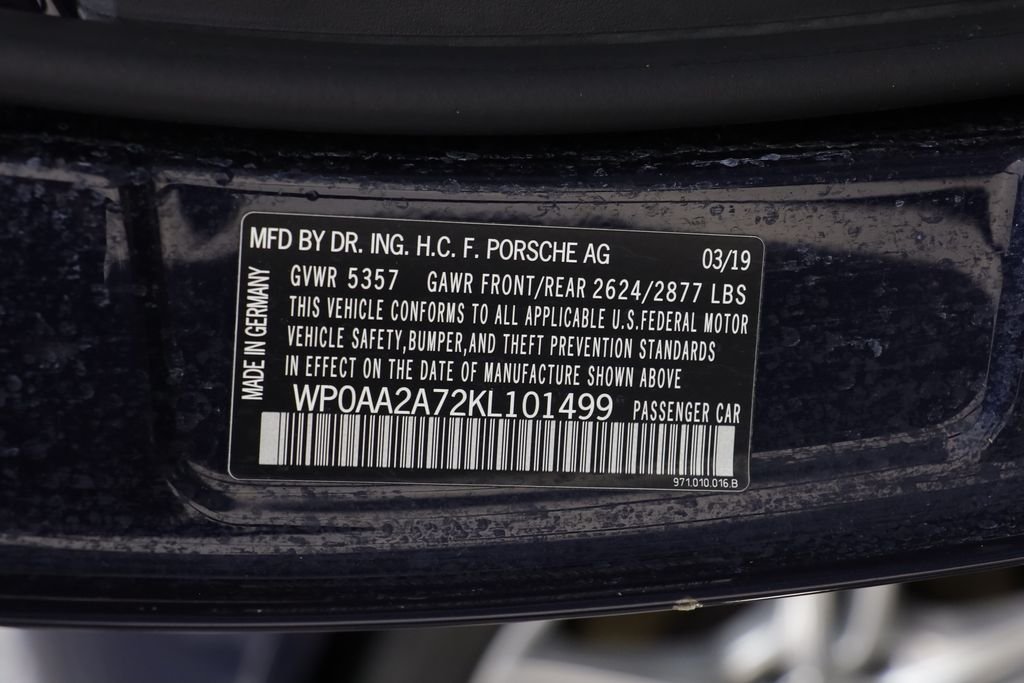 MFD BY DR. ING. H.C. F. PORSCHE AG 03/19
GVWR 5357 GAWR FRONT/REAR 2624/2877 LBS
THIS VEHICLE CONFORMS TO ALL APPLICABLE U.S.FEDERAL MOTOR
VEHICLE SAFETY,BUMPER,AND THEFT PREVENTION STANDARDS
IN EFFECT ON THE DATE OF MANUFACTURE SHOWN ABOVE
WP0AA2A72KL101499 PASSENGER CAR
971.010.016.B
MADE IN GERMANY